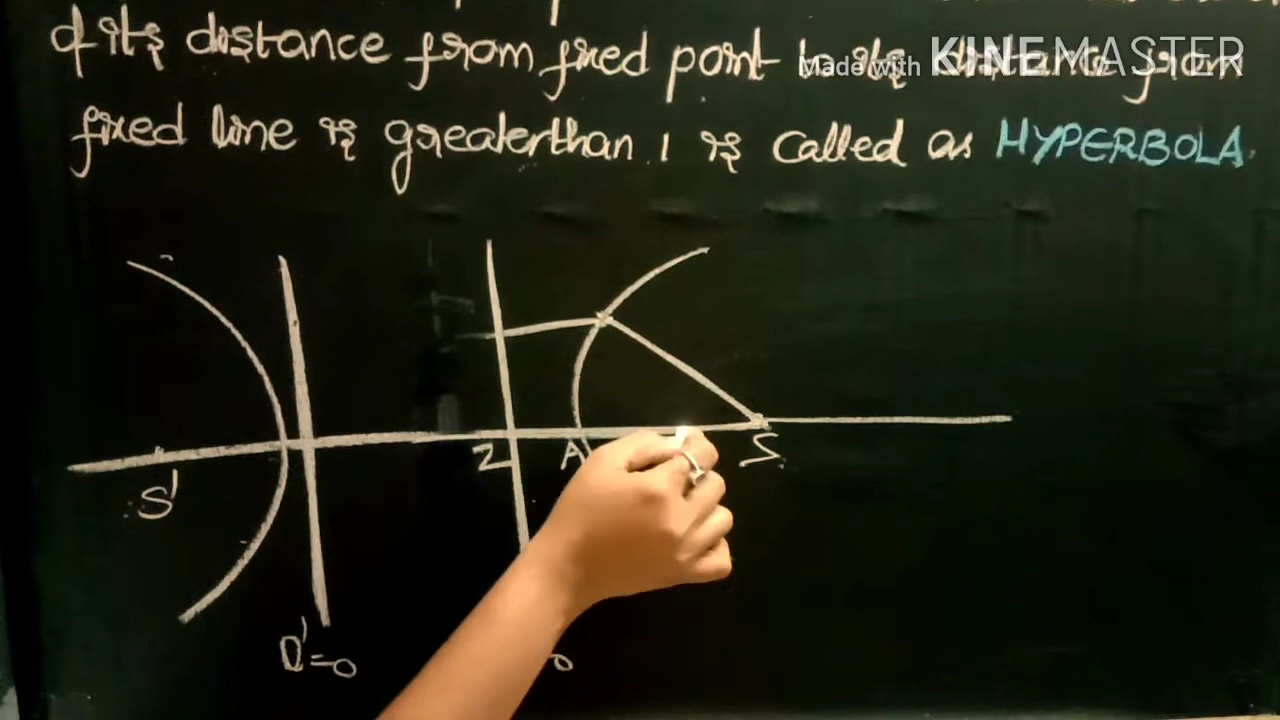 of its distance from fixed point to its distance from
Made with KINEMASTER
fixed line is greaterthan 1 is called as HYPERBOLA.
Z A S
S'
l'=0